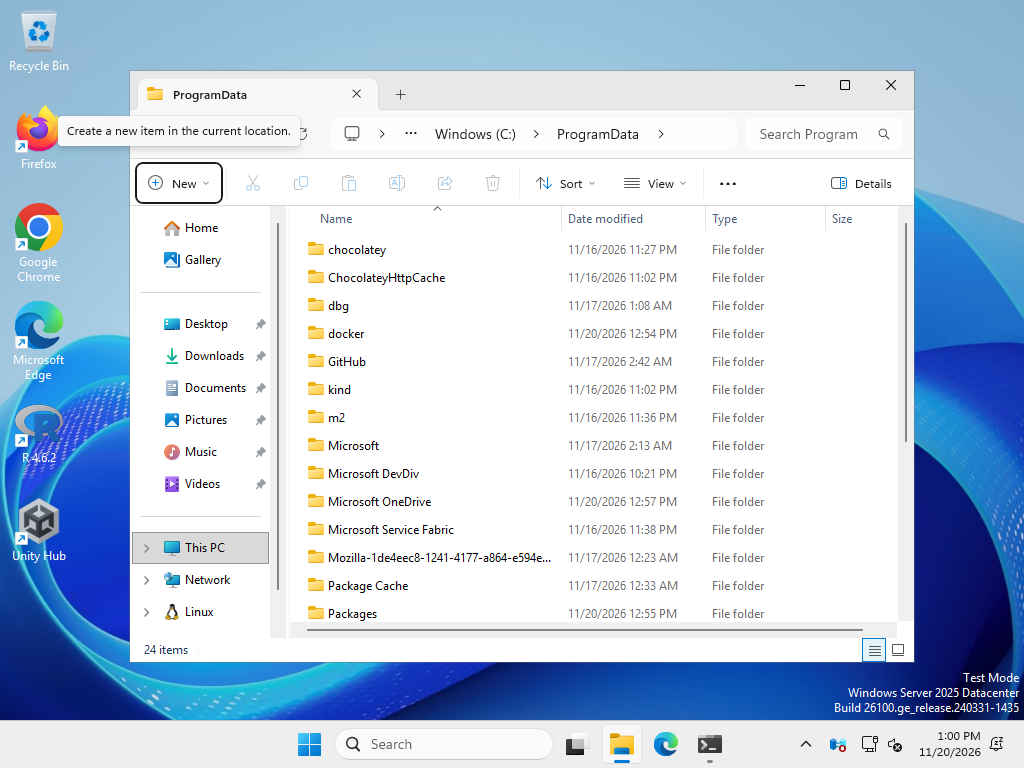 Recycle Bin
Firefox
Google
Chrome
Microsoft
Edge
R 4.6.2
Unity Hub
ProgramData
Create a new item in the current location.
Windows (C:)
ProgramData
Search Program
New
Sort
View
Details
Home
Gallery
Desktop
Downloads
Documents
Pictures
Music
Videos
This PC
Network
Linux
Name Date modified Type Size
chocolatey 11/16/2026 11:27 PM File folder
ChocolateyHttpCache 11/16/2026 11:02 PM File folder
dbg 11/17/2026 1:08 AM File folder
docker 11/20/2026 12:54 PM File folder
GitHub 11/17/2026 2:42 AM File folder
kind 11/16/2026 11:02 PM File folder
m2 11/16/2026 11:36 PM File folder
Microsoft 11/17/2026 2:13 AM File folder
Microsoft DevDiv 11/16/2026 10:21 PM File folder
Microsoft OneDrive 11/20/2026 12:57 PM File folder
Microsoft Service Fabric 11/16/2026 11:38 PM File folder
Mozilla-1de4eec8-1241-4177-a864-e594e... 11/17/2026 12:23 AM File folder
Package Cache 11/17/2026 12:33 AM File folder
Packages 11/20/2026 12:55 PM File folder
24 items
Test Mode
Windows Server 2025 Datacenter
Build 26100.ge_release.240331-1435
Search
1:00 PM
11/20/2026